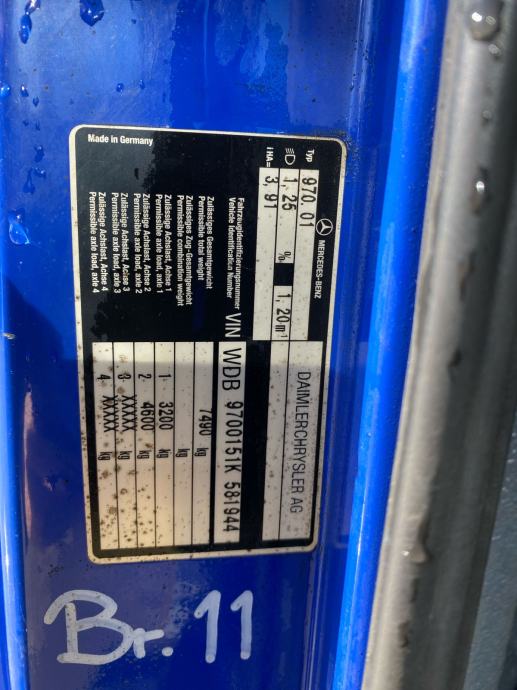 MERCEDES-BENZ
DAIMLERCHRYSLER AG
Typ 970.01
1,25 % 1,20m⁻¹
i HA= 3,91
Fahrzeugidentifizierungsnummer
Vehicle Identification Number
VIN WDB 9700151K 581944
Zulässiges Gesamtgewicht
Permissible total weight
7490 kg
Zulässiges Zug-Gesamtgewicht
Permissible combination weight
kg
Zulässige Achslast, Achse 1
Permissible axle load, axle 1
1- 3200 kg
Zulässige Achslast, Achse 2
Permissible axle load, axle 2
2- 4600 kg
Zulässige Achslast, Achse 3
Permissible axle load, axle 3
3- XXXXX kg
Zulässige Achslast, Achse 4
Permissible axle load, axle 4
4- XXXXX kg
Made in Germany
Br. 11